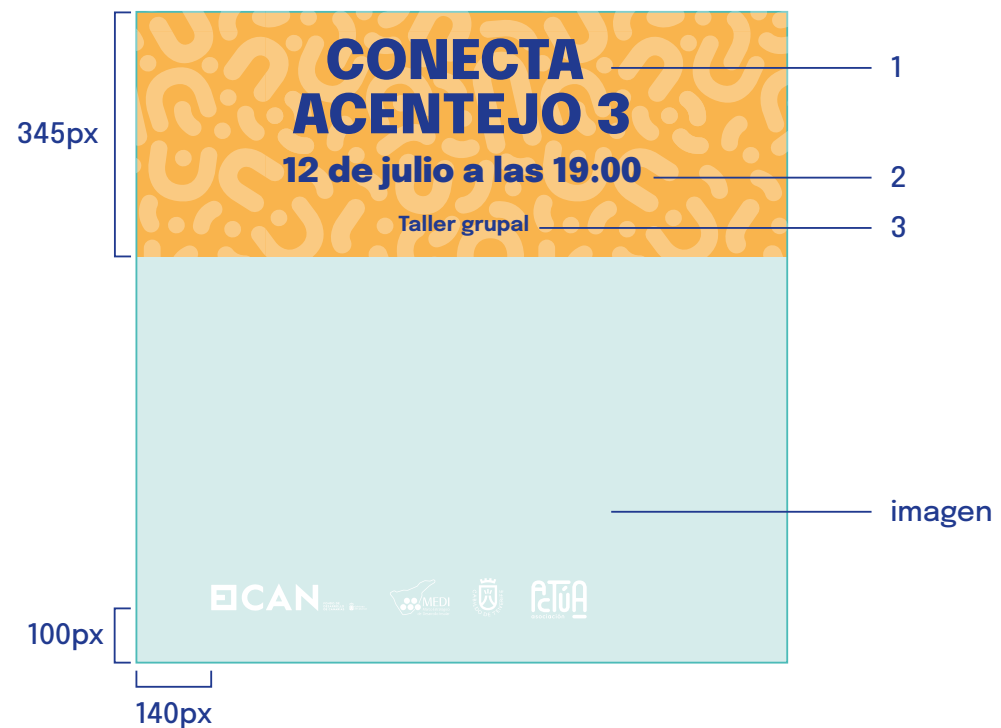 CONECTA
1
ACENTEJO 3
345px
12 de julio a las 19:00
2
Taller grupal
3
imagen
CAN
MEDI
ACTÚA
asociación
100px
140px